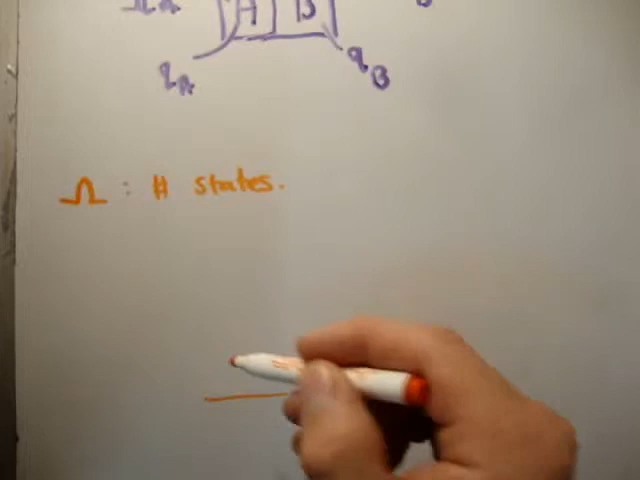 A B
q_A
q_B
Ω : # states.